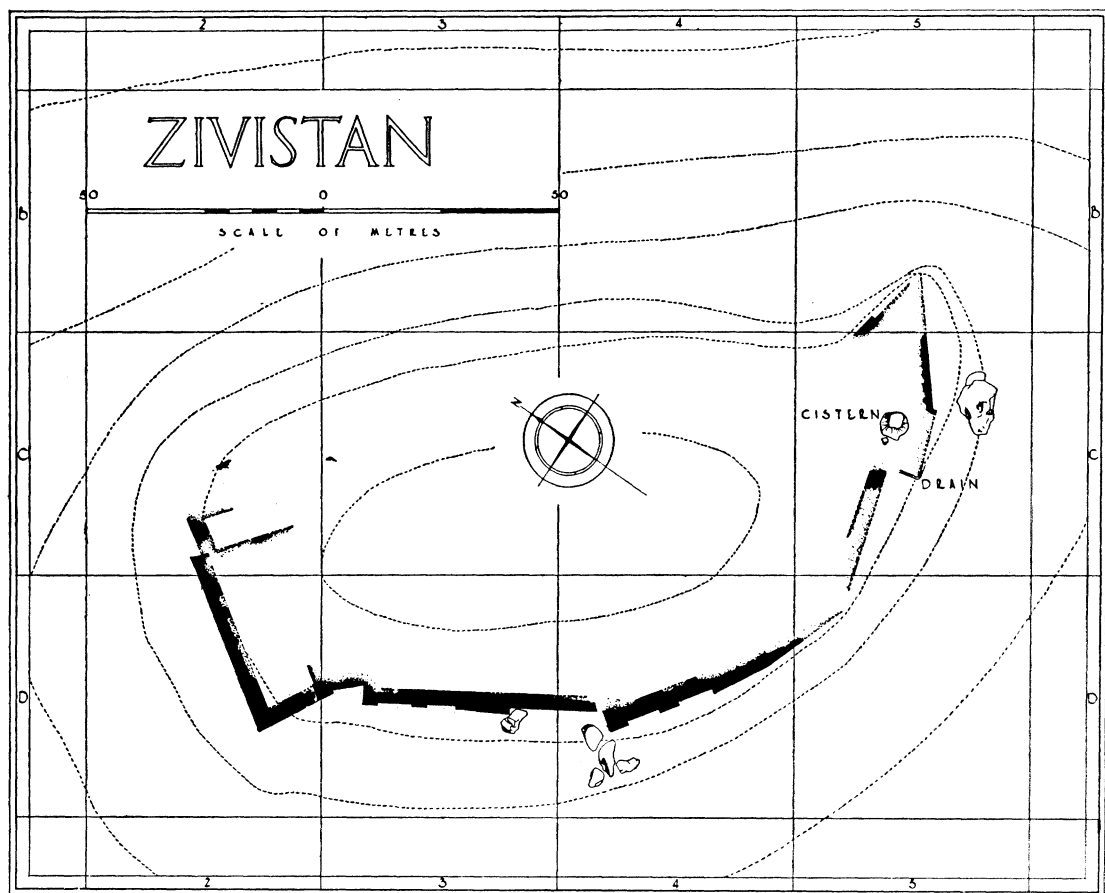 2 3 4 5
ZIVISTAN
50 0 50
B B
SCALE OF METRES
N
CISTERN
C C
DRAIN
D D
2 3 4 5